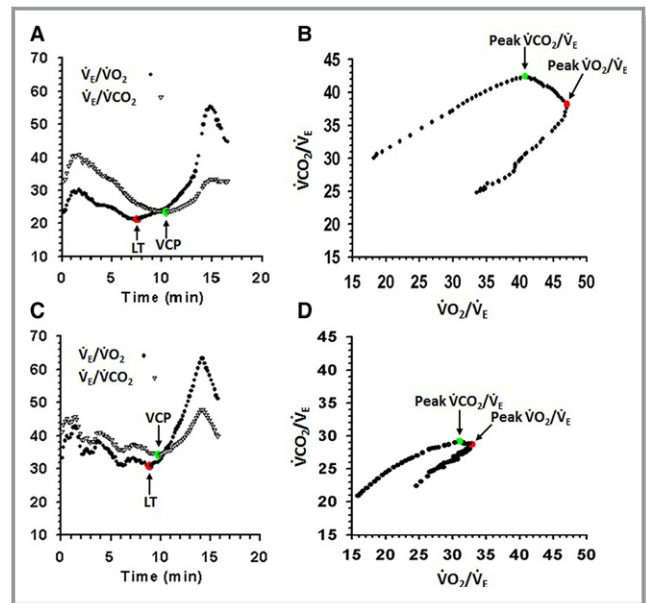 A
V̇E/V̇O2
V̇E/V̇CO2
70
60
50
40
30
20
10
0
5
10
15
20
LT
VCP
Time (min)
B
Peak V̇CO2/V̇E
Peak V̇O2/V̇E
V̇CO2/V̇E
45
40
35
30
25
20
15
15
20
25
30
35
40
45
50
V̇O2/V̇E
C
V̇E/V̇O2
V̇E/V̇CO2
VCP
70
60
50
40
30
20
10
LT
0
5
10
15
20
Time (min)
D
Peak V̇CO2/V̇E
Peak V̇O2/V̇E
V̇CO2/V̇E
45
40
35
30
25
20
15
15
20
25
30
35
40
45
50
V̇O2/V̇E